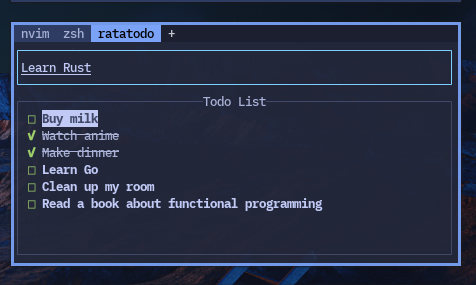 nvim zsh ratatodo +
Learn Rust
Todo List
□ Buy milk
✔ Watch anime
✔ Make dinner
□ Learn Go
□ Clean up my room
□ Read a book about functional programming